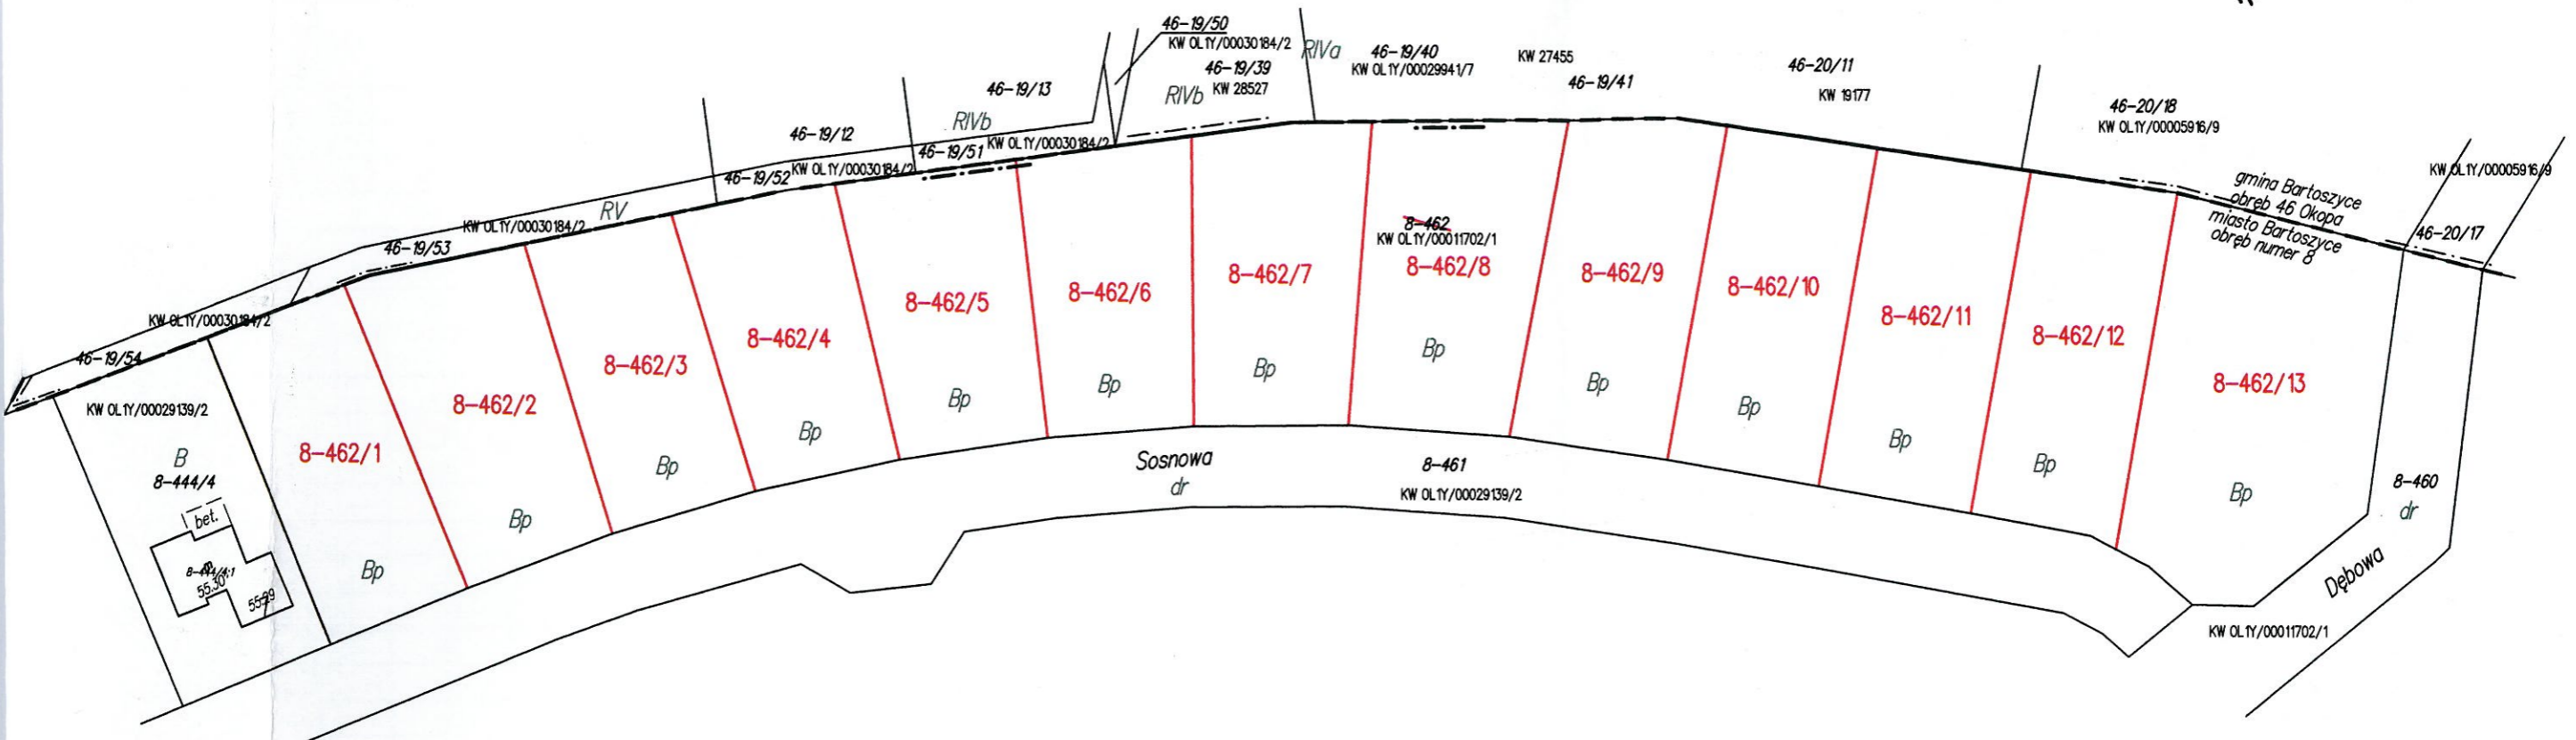 46-19/50
KW OL1Y/00030184/2
46-19/39
KW 28527
RIVb
RIVa
46-19/40
KW OL1Y/00029941/7
KW 27455
46-19/41
46-20/11
KW 19177
46-20/18
KW OL1Y/00005916/9
KW OL1Y/00005916/9
46-20/17
gmina Bartoszyce
obręb 46 Okopa
miasto Bartoszyce
obręb numer 8
46-19/13
RIVb
KW OL1Y/00030184/2
46-19/51
46-19/12
KW OL1Y/00030184/2
46-19/52
RV
KW OL1Y/00030184/2
46-19/53
KW OL1Y/00030184/2
46-19/54
KW OL1Y/00029139/2
B
8-444/4
bet.
55.30
8-462/1
Bp
8-462/2
Bp
8-462/3
Bp
8-462/4
Bp
8-462/5
Bp
8-462/6
Bp
8-462/7
Bp
8-462
KW OL1Y/00011702/1
8-462/8
Bp
8-462/9
Bp
8-462/10
Bp
8-462/11
Bp
8-462/12
Bp
8-462/13
Bp
Sosnowa
dr
8-461
KW OL1Y/00029139/2
8-460
dr
Dębowa
KW OL1Y/00011702/1